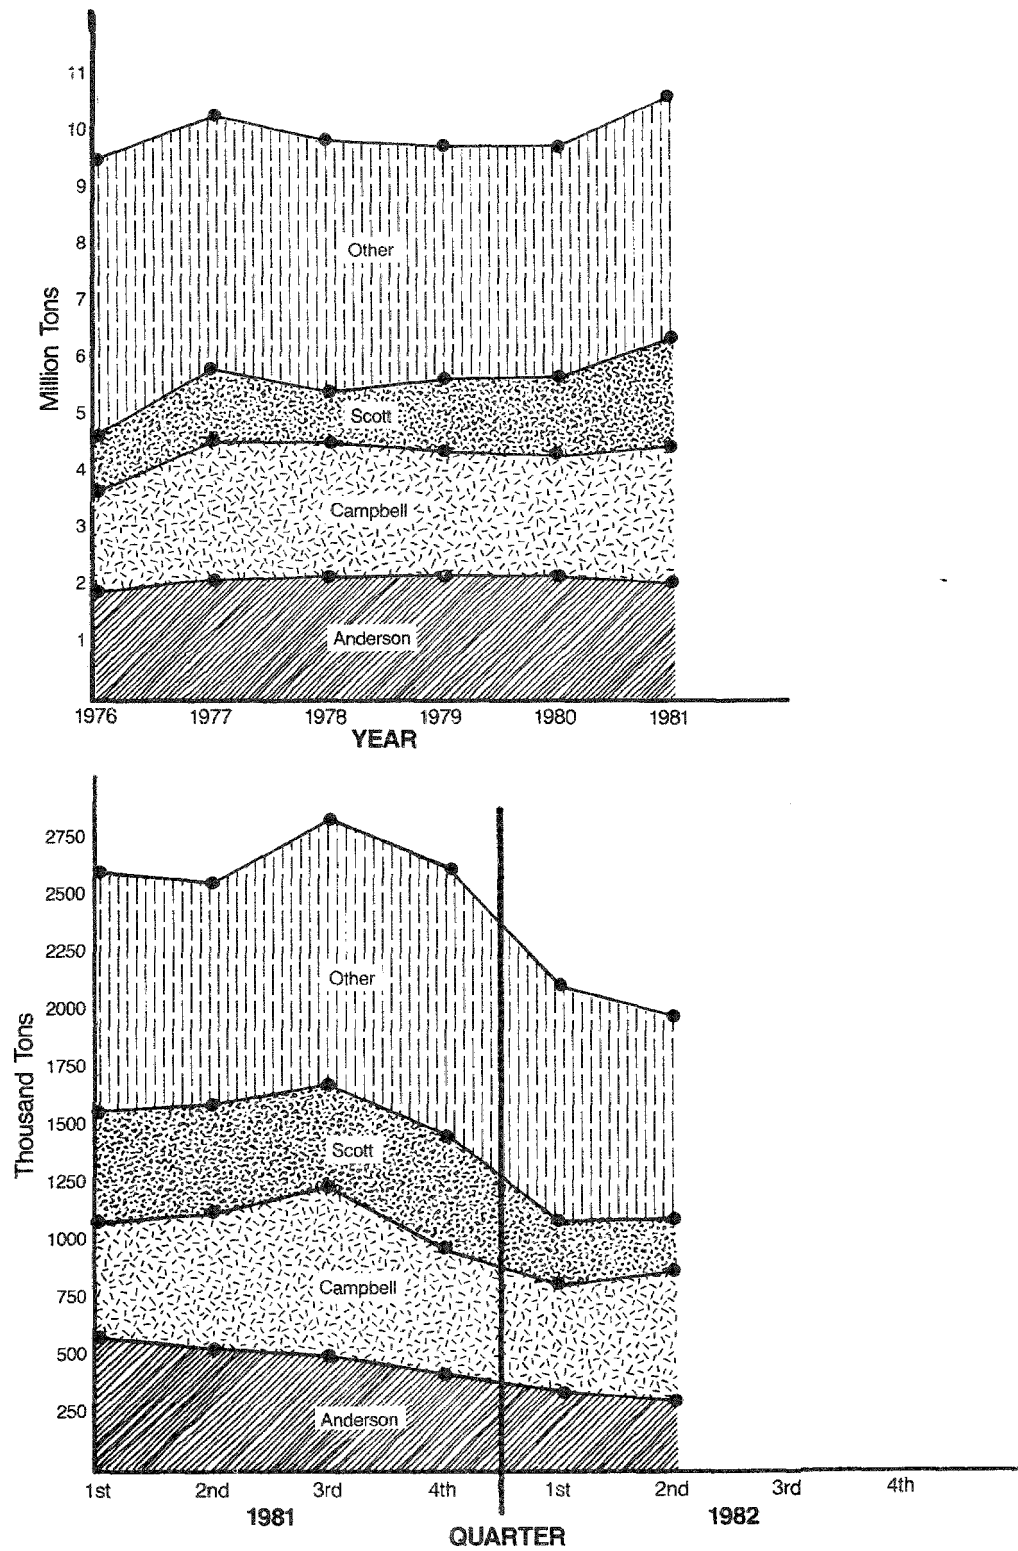 11
10
9
8
7
6
5
4
3
2
1
Million Tons
Other
Scott
Campbell
Anderson
1976 1977 1978 1979 1980 1981
YEAR
2750
2500
2250
2000
1750
1500
1250
1000
750
500
250
Thousand Tons
Other
Scott
Campbell
Anderson
1st 2nd 3rd 4th 1st 2nd 3rd 4th
1981 1982
QUARTER